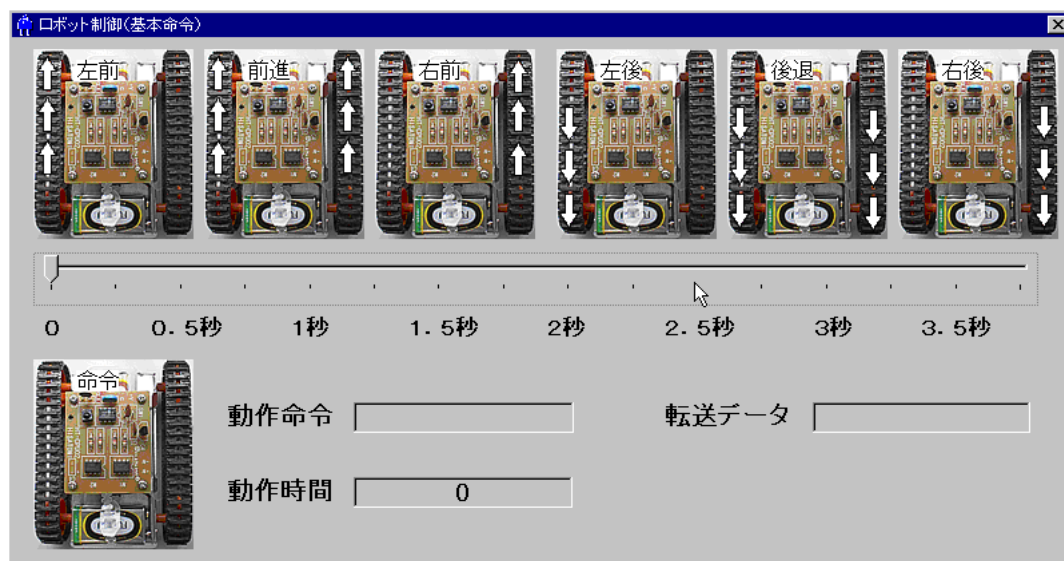 ロボット制御(基本命令)
左前 前進 右前 左後 後退 右後
0 0.5秒 1秒 1.5秒 2秒 2.5秒 3秒 3.5秒
命令
動作命令 転送データ
動作時間 0